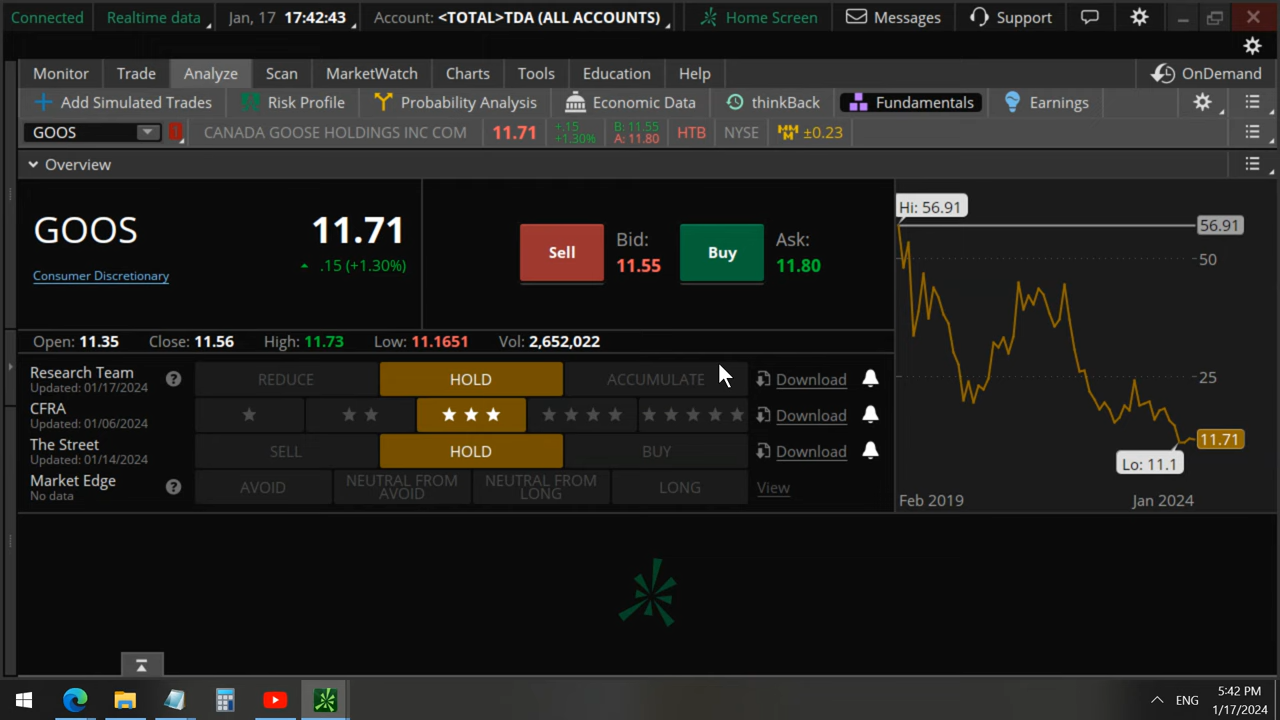 Connected Realtime data Jan, 17 17:42:43 Account: <TOTAL>TDA (ALL ACCOUNTS) Home Screen Messages Support
Monitor Trade Analyze Scan MarketWatch Charts Tools Education Help OnDemand
Add Simulated Trades Risk Profile Probability Analysis Economic Data thinkBack Fundamentals Earnings
GOOS CANADA GOOSE HOLDINGS INC COM 11.71 +.15 +1.30% B: 11.55 A: 11.80 HTB NYSE ±0.23
Overview
GOOS 11.71
Consumer Discretionary .15 (+1.30%)
Sell Bid: 11.55 Buy Ask: 11.80
Open: 11.35 Close: 11.56 High: 11.73 Low: 11.1651 Vol: 2,652,022
Research Team
Updated: 01/17/2024 REDUCE HOLD ACCUMULATE Download
CFRA
Updated: 01/06/2024 Download
The Street
Updated: 01/14/2024 SELL HOLD BUY Download
Market Edge
No data AVOID NEUTRAL FROM AVOID NEUTRAL FROM LONG LONG View
Hi: 56.91
56.91
50
25
11.71
Lo: 11.1
Feb 2019 Jan 2024
ENG 5:42 PM
1/17/2024